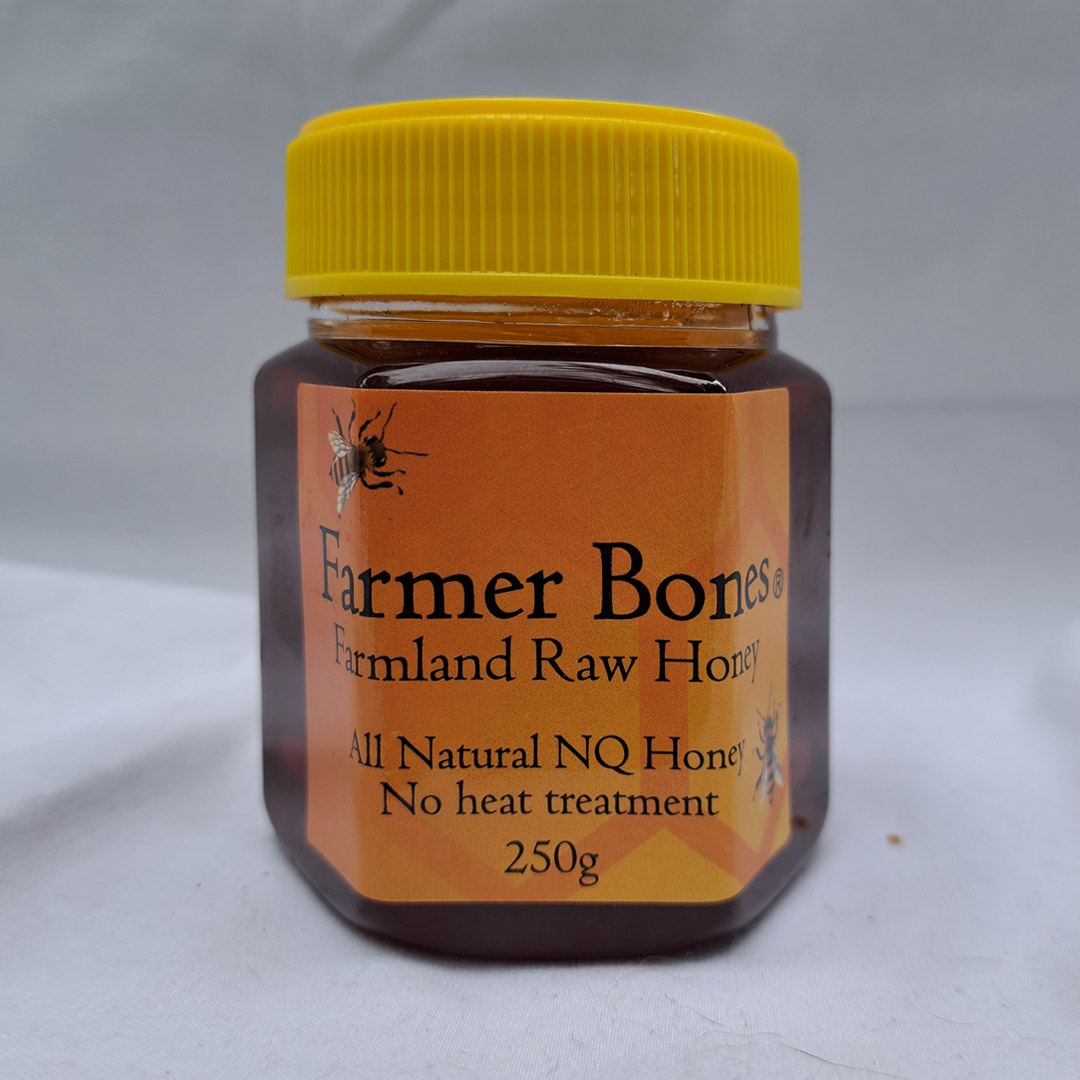 Farmer Bones®
Farmland Raw Honey
All Natural NQ Honey
No heat treatment
250g